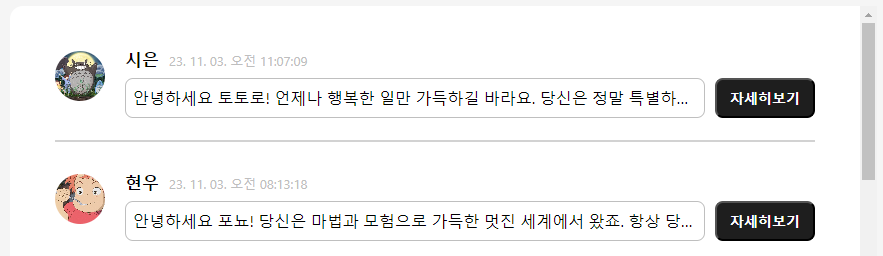 시은 23. 11. 03. 오전 11:07:09
안녕하세요 토토로! 언제나 행복한 일만 가득하길 바라요. 당신은 정말 특별하... 자세히보기
현우 23. 11. 03. 오전 08:13:18
안녕하세요 포뇨! 당신은 마법과 모험으로 가득한 멋진 세계에서 왔죠. 항상 당... 자세히보기